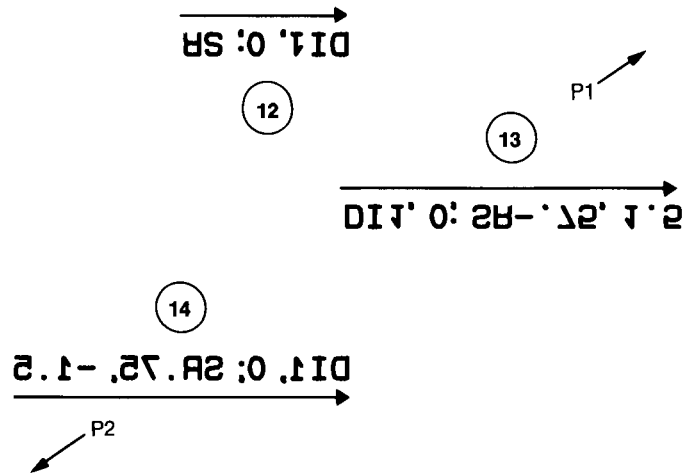 DI1, 0; SR
12
P1
13
DI1, 0; SR-.75, 1.5
14
DI1, 0; SR.75, -1.5
P2